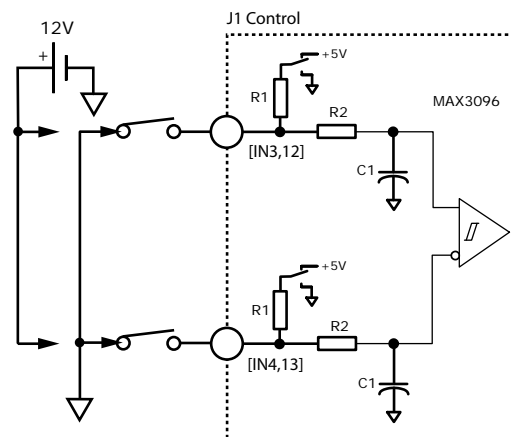 J1 Control
12V
+
+5V
R1
R2
MAX3096
[IN3,12]
C1
+5V
R1
R2
[IN4,13]
C1